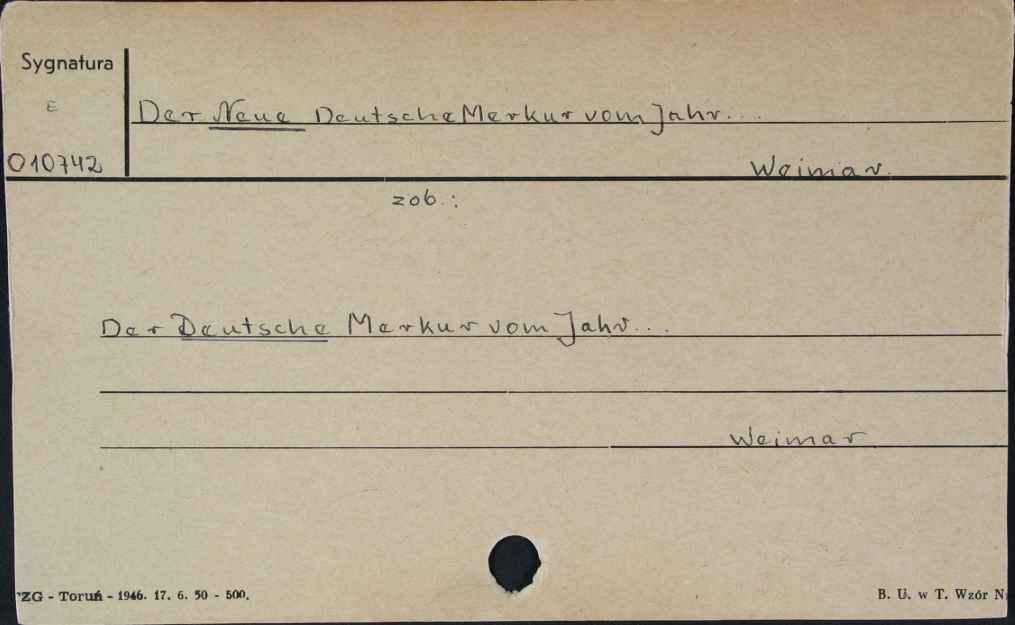 Sygnatura
E
Der Neue Deutsche Merkur vom Jahr...
010742
Weimar
zob.:
Der Deutsche Merkur vom Jahr...
Weimar
ZG - Toruń - 1946. 17. 6. 50 - 500.
B. U. w T. Wzór N